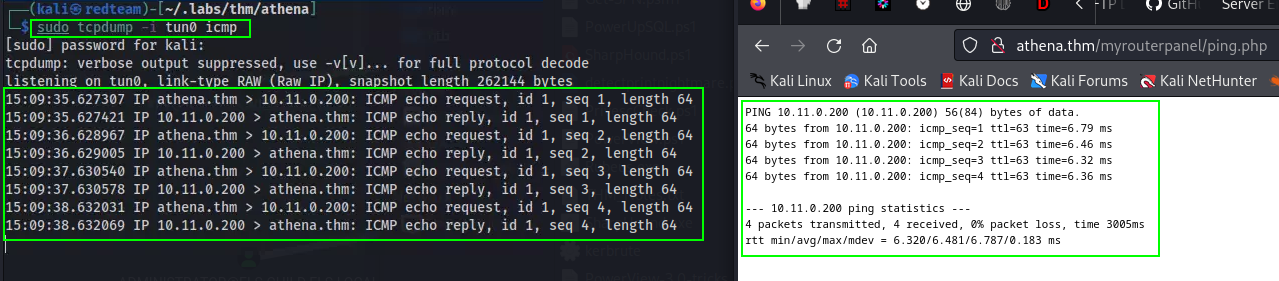 (kali㉿redteam)-[~/.labs/thm/athena]
$ sudo tcpdump -i tun0 icmp
[sudo] password for kali:
tcpdump: verbose output suppressed, use -v[v]... for full protocol decode
listening on tun0, link-type RAW (Raw IP), snapshot length 262144 bytes
15:09:35.627307 IP athena.thm > 10.11.0.200: ICMP echo request, id 1, seq 1, length 64
15:09:35.627421 IP 10.11.0.200 > athena.thm: ICMP echo reply, id 1, seq 1, length 64
15:09:36.628967 IP athena.thm > 10.11.0.200: ICMP echo request, id 1, seq 2, length 64
15:09:36.629005 IP 10.11.0.200 > athena.thm: ICMP echo reply, id 1, seq 2, length 64
15:09:37.630540 IP athena.thm > 10.11.0.200: ICMP echo request, id 1, seq 3, length 64
15:09:37.630578 IP 10.11.0.200 > athena.thm: ICMP echo reply, id 1, seq 3, length 64
15:09:38.632031 IP athena.thm > 10.11.0.200: ICMP echo request, id 1, seq 4, length 64
15:09:38.632069 IP 10.11.0.200 > athena.thm: ICMP echo reply, id 1, seq 4, length 64
PowerUpSQL.ps1
SharpHound.ps1
kerbrute
-TP L
GitH
Server E
athena.thm/myrouterpanel/ping.php
Kali Linux
Kali Tools
Kali Docs
Kali Forums
Kali NetHunter
PING 10.11.0.200 (10.11.0.200) 56(84) bytes of data.
64 bytes from 10.11.0.200: icmp_seq=1 ttl=63 time=6.79 ms
64 bytes from 10.11.0.200: icmp_seq=2 ttl=63 time=6.46 ms
64 bytes from 10.11.0.200: icmp_seq=3 ttl=63 time=6.32 ms
64 bytes from 10.11.0.200: icmp_seq=4 ttl=63 time=6.36 ms
--- 10.11.0.200 ping statistics ---
4 packets transmitted, 4 received, 0% packet loss, time 3005ms
rtt min/avg/max/mdev = 6.320/6.481/6.787/0.183 ms